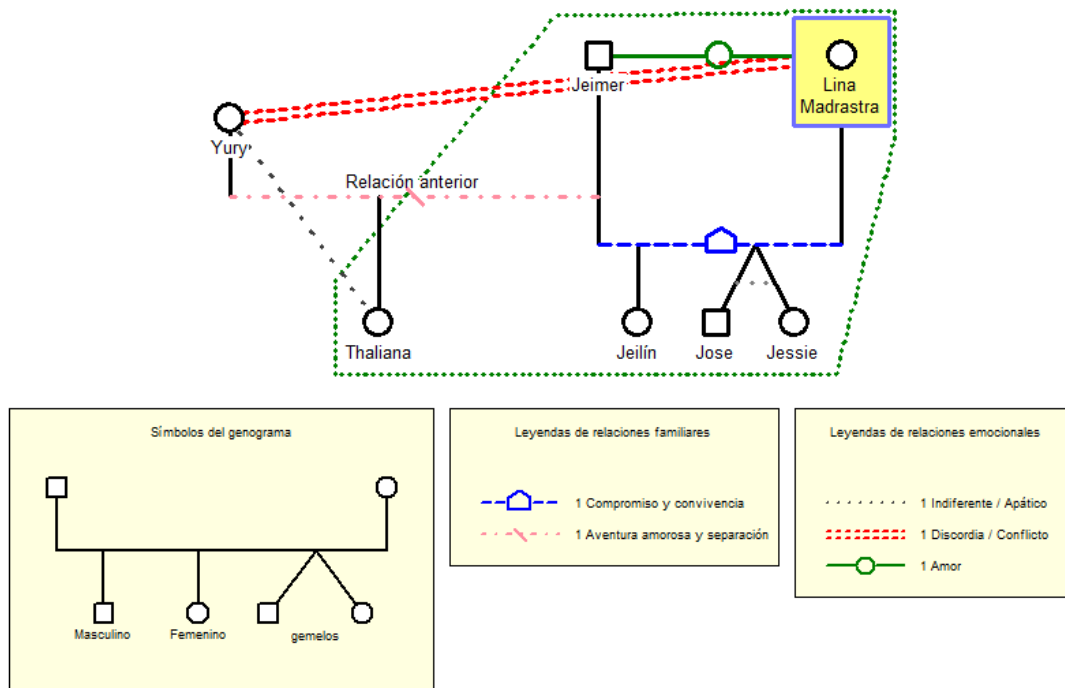 Jeimer
Lina
Madrastra
Yury
Relación anterior
Thaliana
Jeilín
Jose
Jessie
Símbolos del genograma
Masculino
Femenino
gemelos
Leyendas de relaciones familiares
1 Compromiso y convivencia
1 Aventura amorosa y separación
Leyendas de relaciones emocionales
1 Indiferente / Apático
1 Discordia / Conflicto
1 Amor